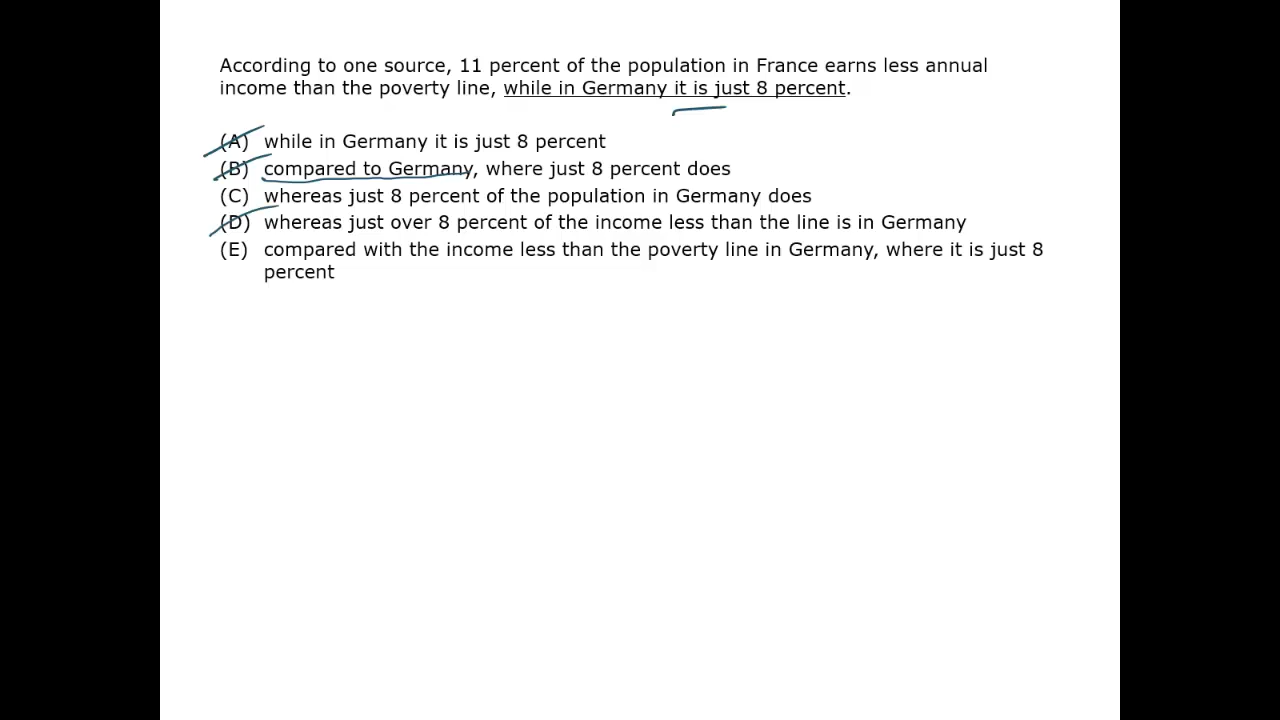 According to one source, 11 percent of the population in France earns less annual
income than the poverty line, while in Germany it is just 8 percent.
(A) while in Germany it is just 8 percent
(B) compared to Germany, where just 8 percent does
(C) whereas just 8 percent of the population in Germany does
(D) whereas just over 8 percent of the income less than the line is in Germany
(E) compared with the income less than the poverty line in Germany, where it is just 8
percent